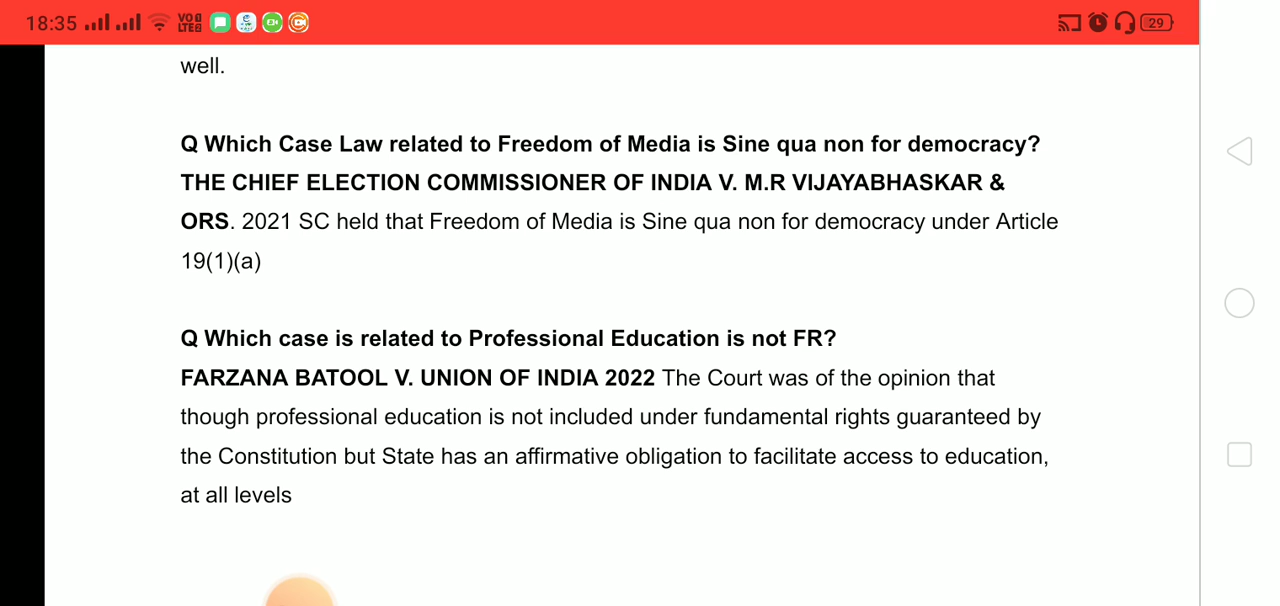 18:35 VO LTE 29
well.
Q Which Case Law related to Freedom of Media is Sine qua non for democracy?
THE CHIEF ELECTION COMMISSIONER OF INDIA V. M.R VIJAYABHASKAR &
ORS. 2021 SC held that Freedom of Media is Sine qua non for democracy under Article
19(1)(a)
Q Which case is related to Professional Education is not FR?
FARZANA BATOOL V. UNION OF INDIA 2022 The Court was of the opinion that
though professional education is not included under fundamental rights guaranteed by
the Constitution but State has an affirmative obligation to facilitate access to education,
at all levels